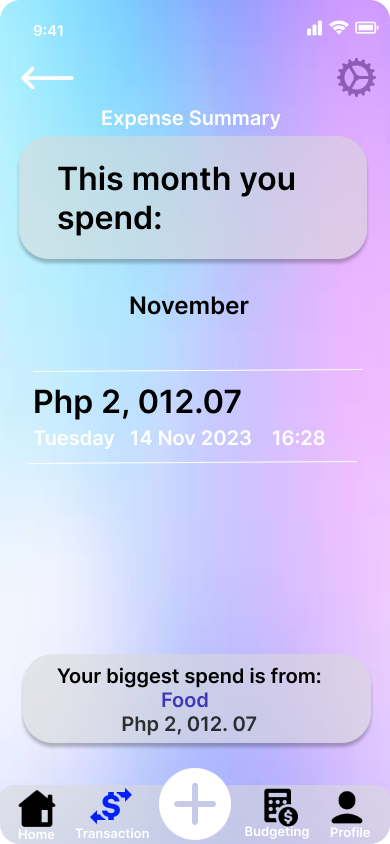 9:41
Expense Summary
This month you
spend:
November
Php 2, 012.07
Tuesday 14 Nov 2023 16:28
Your biggest spend is from:
Food
Php 2, 012. 07
Home Transaction Budgeting Profile